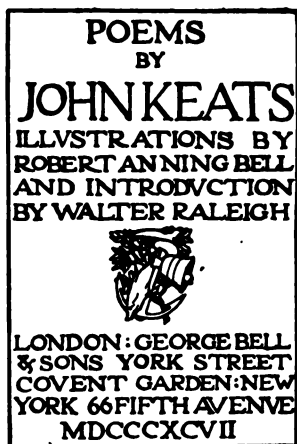 POEMS
BY
JOHN KEATS
ILLVSTRATIONS BY
ROBERT ANNING BELL
AND INTRODVCTION
BY WALTER RALEIGH
LONDON: GEORGE BELL
& SONS YORK STREET
COVENT GARDEN: NEW
YORK 66 FIFTH AVENVE
MDCCCXCVII